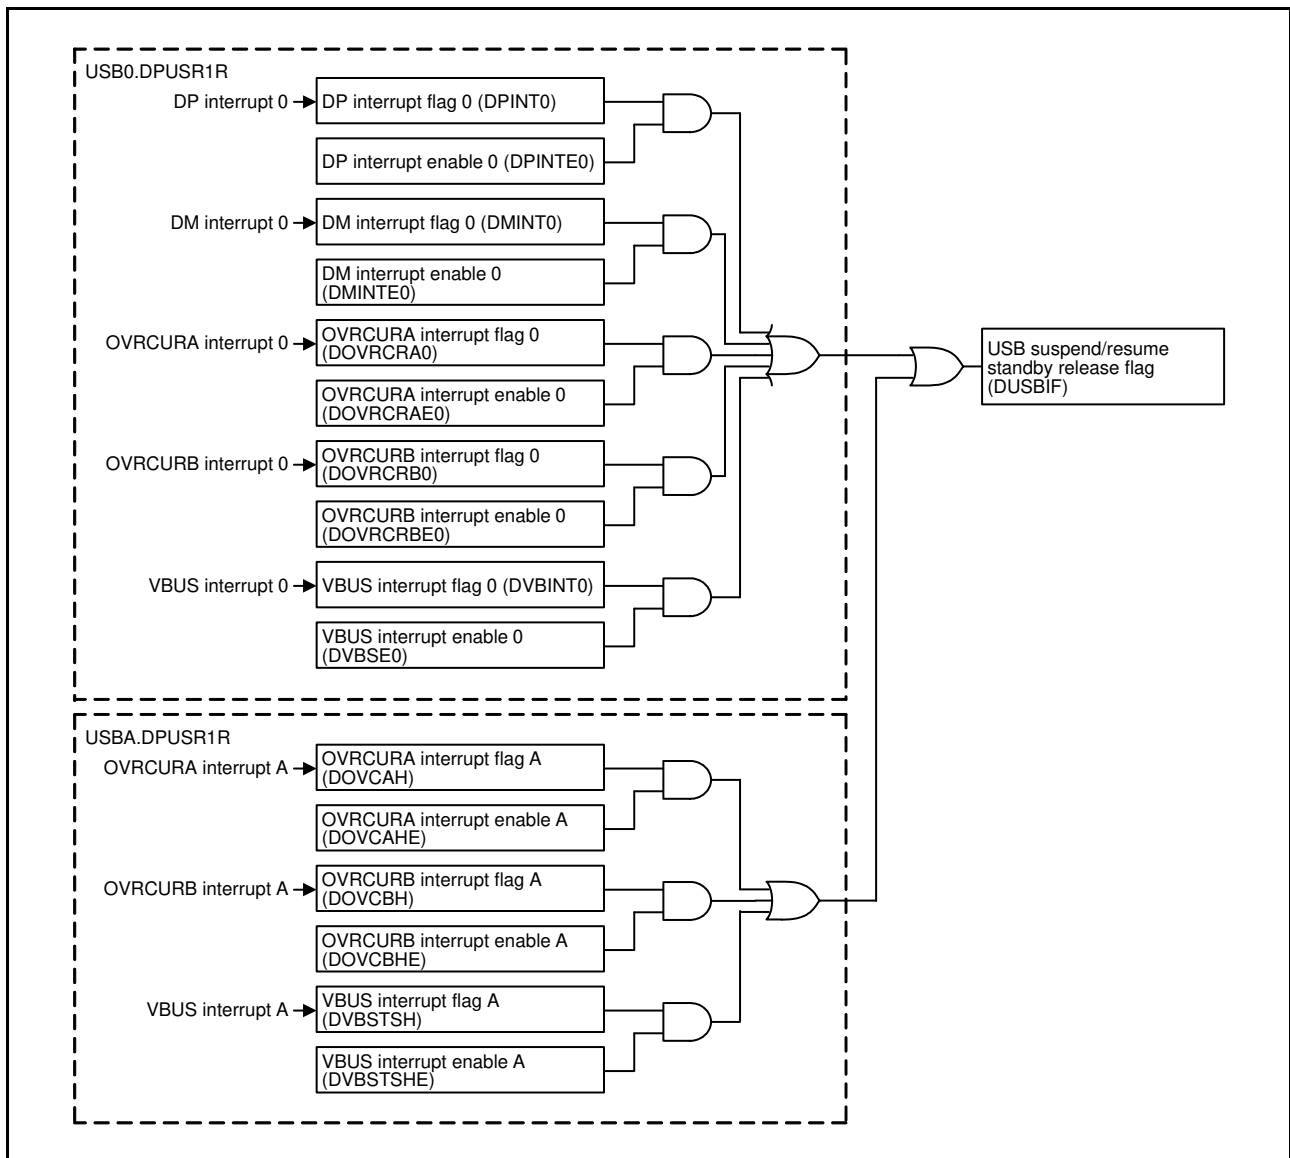 USB0.DPUSR1R
DP interrupt 0
DP interrupt flag 0 (DPINT0)
DP interrupt enable 0 (DPINTE0)
DM interrupt 0
DM interrupt flag 0 (DMINT0)
DM interrupt enable 0
(DMINTE0)
OVRCURA interrupt 0
OVRCURA interrupt flag 0
(DOVRCRA0)
OVRCURA interrupt enable 0
(DOVRCRAE0)
OVRCURB interrupt 0
OVRCURB interrupt flag 0
(DOVRCRB0)
OVRCURB interrupt enable 0
(DOVRCRBE0)
VBUS interrupt 0
VBUS interrupt flag 0 (DVBINT0)
VBUS interrupt enable 0
(DVBSE0)
USB suspend/resume
standby release flag
(DUSBIF)
USBA.DPUSR1R
OVRCURA interrupt A
OVRCURA interrupt flag A
(DOVCAH)
OVRCURA interrupt enable A
(DOVCAHE)
OVRCURB interrupt A
OVRCURB interrupt flag A
(DOVCBH)
OVRCURB interrupt enable A
(DOVCBHE)
VBUS interrupt A
VBUS interrupt flag A
(DVBSTSH)
VBUS interrupt enable A
(DVBSTSHE)